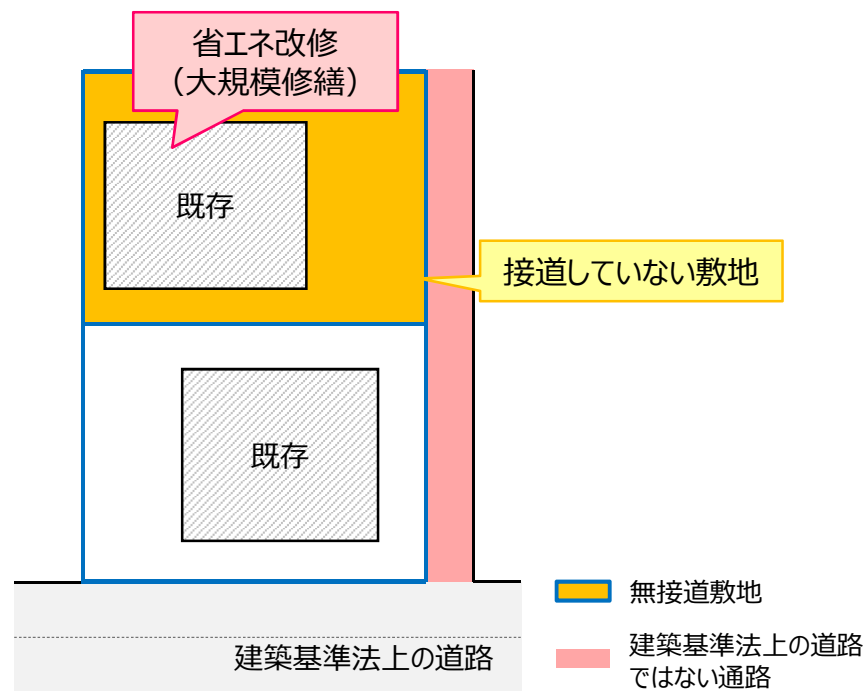 省エネ改修
（大規模修繕）
既存
接道していない敷地
既存
無接道敷地
建築基準法上の道路
ではない通路
建築基準法上の道路